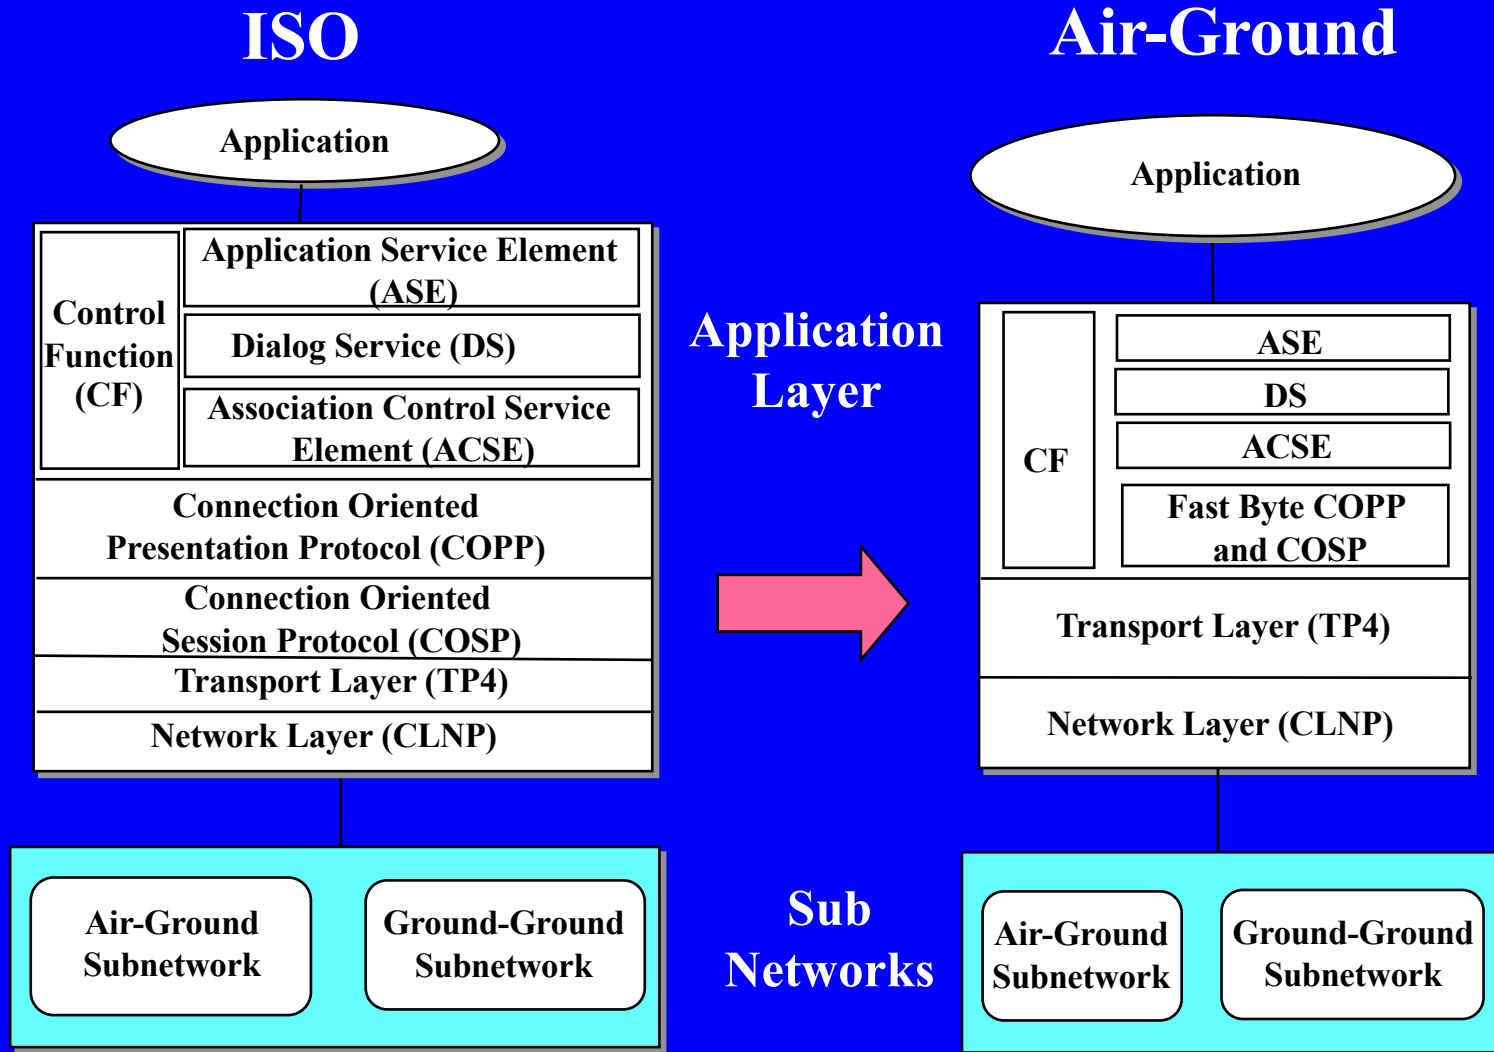 ISO
Application
Control
Function
(CF)
Application Service Element
(ASE)
Dialog Service (DS)
Association Control Service
Element (ACSE)
Connection Oriented
Presentation Protocol (COPP)
Connection Oriented
Session Protocol (COSP)
Transport Layer (TP4)
Network Layer (CLNP)
Air-Ground
Subnetwork
Ground-Ground
Subnetwork
Application
Layer
Sub
Networks
Air-Ground
Application
CF
ASE
DS
ACSE
Fast Byte COPP
and COSP
Transport Layer (TP4)
Network Layer (CLNP)
Air-Ground
Subnetwork
Ground-Ground
Subnetwork